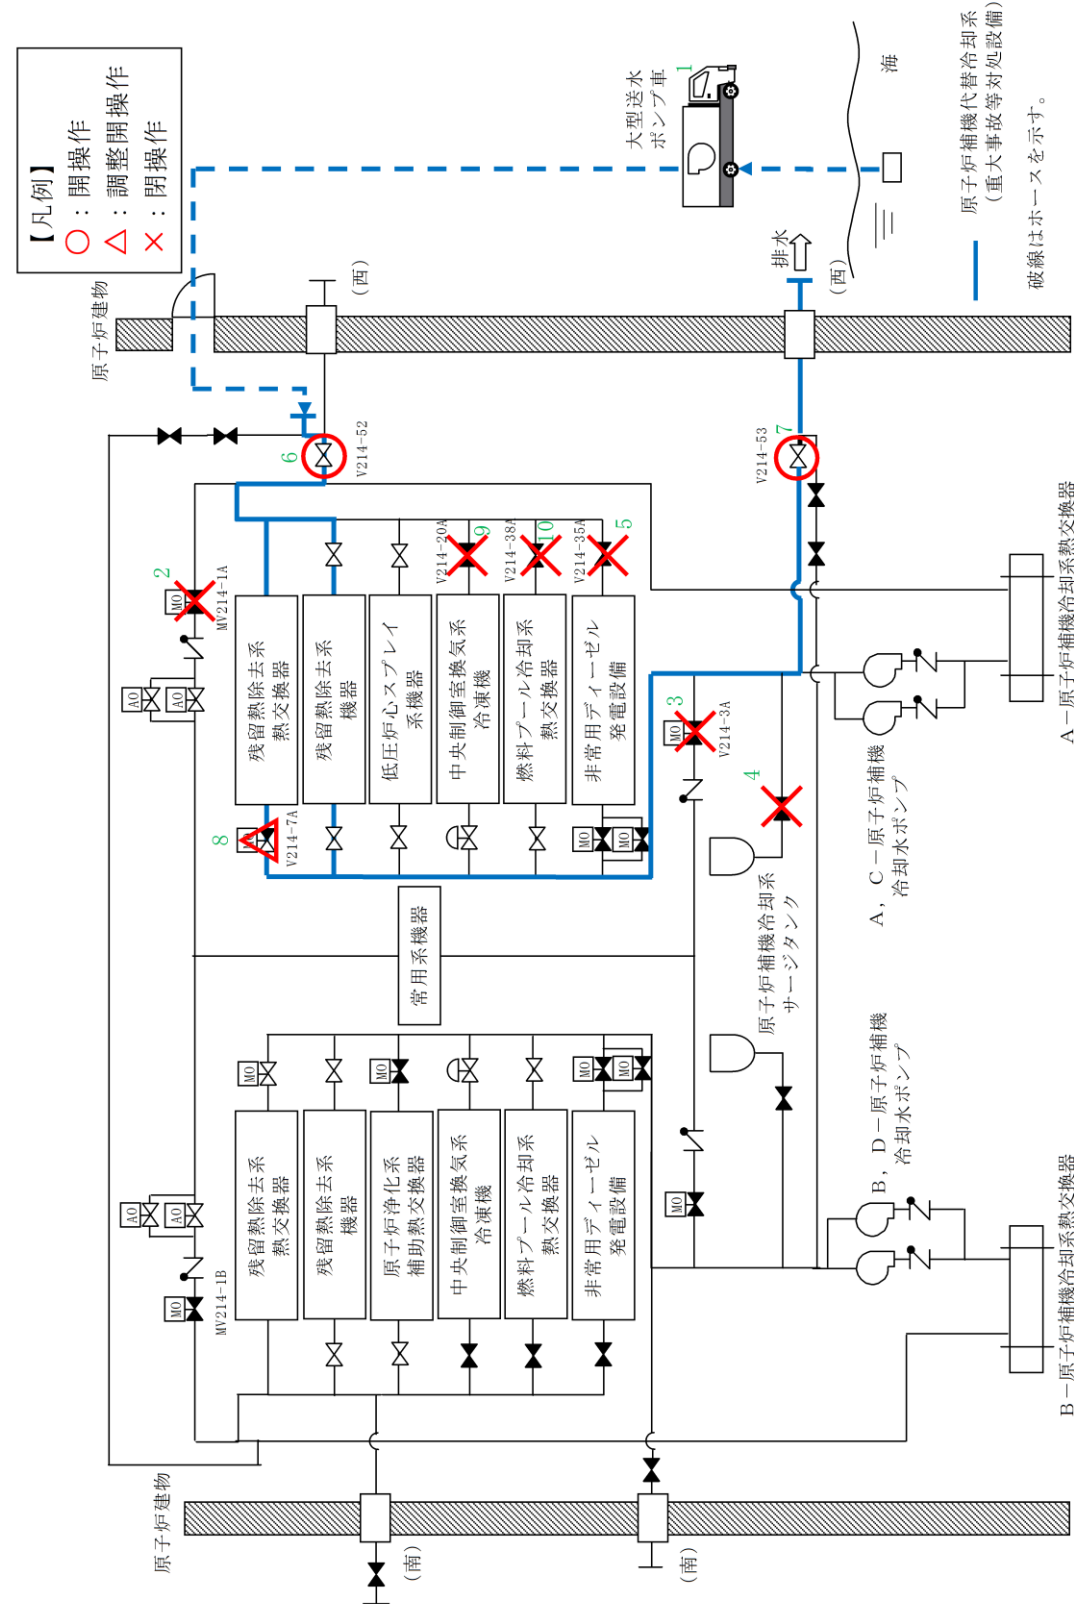 【凡例】
○：開操作
△：調整開操作
×：閉操作
原子炉建物
(西)
大型送水
ポンプ車
1
海
排水
(西)
原子炉補機代替冷却系
(重大事故等対処設備)
破線はホースを示す。
6
V214-52
7
V214-53
2
MO
MV214-1A
AO
AO
残留熱除去系
熱交換器
残留熱除去系
機器
低圧炉心スプレイ
系機器
中央制御室換気系
冷凍機
燃料プール冷却系
熱交換器
非常用ディーゼル
発電設備
V214-20A
9
V214-38A
10
V214-35A
5
8
MO
V214-7A
MO
MO
3
MO
V214-3A
4
原子炉補機冷却系
サージタンク
A，C－原子炉補機
冷却水ポンプ
A－原子炉補機冷却系熱交換器
常用系機器
MO
MO
MO
MO
AO
AO
MO
MV214-1B
残留熱除去系
熱交換器
残留熱除去系
機器
原子炉浄化系
補助熱交換器
中央制御室換気系
冷凍機
燃料プール冷却系
熱交換器
非常用ディーゼル
発電設備
MO
B，D－原子炉補機
冷却水ポンプ
B－原子炉補機冷却系熱交換器
原子炉建物
(南)
(南)